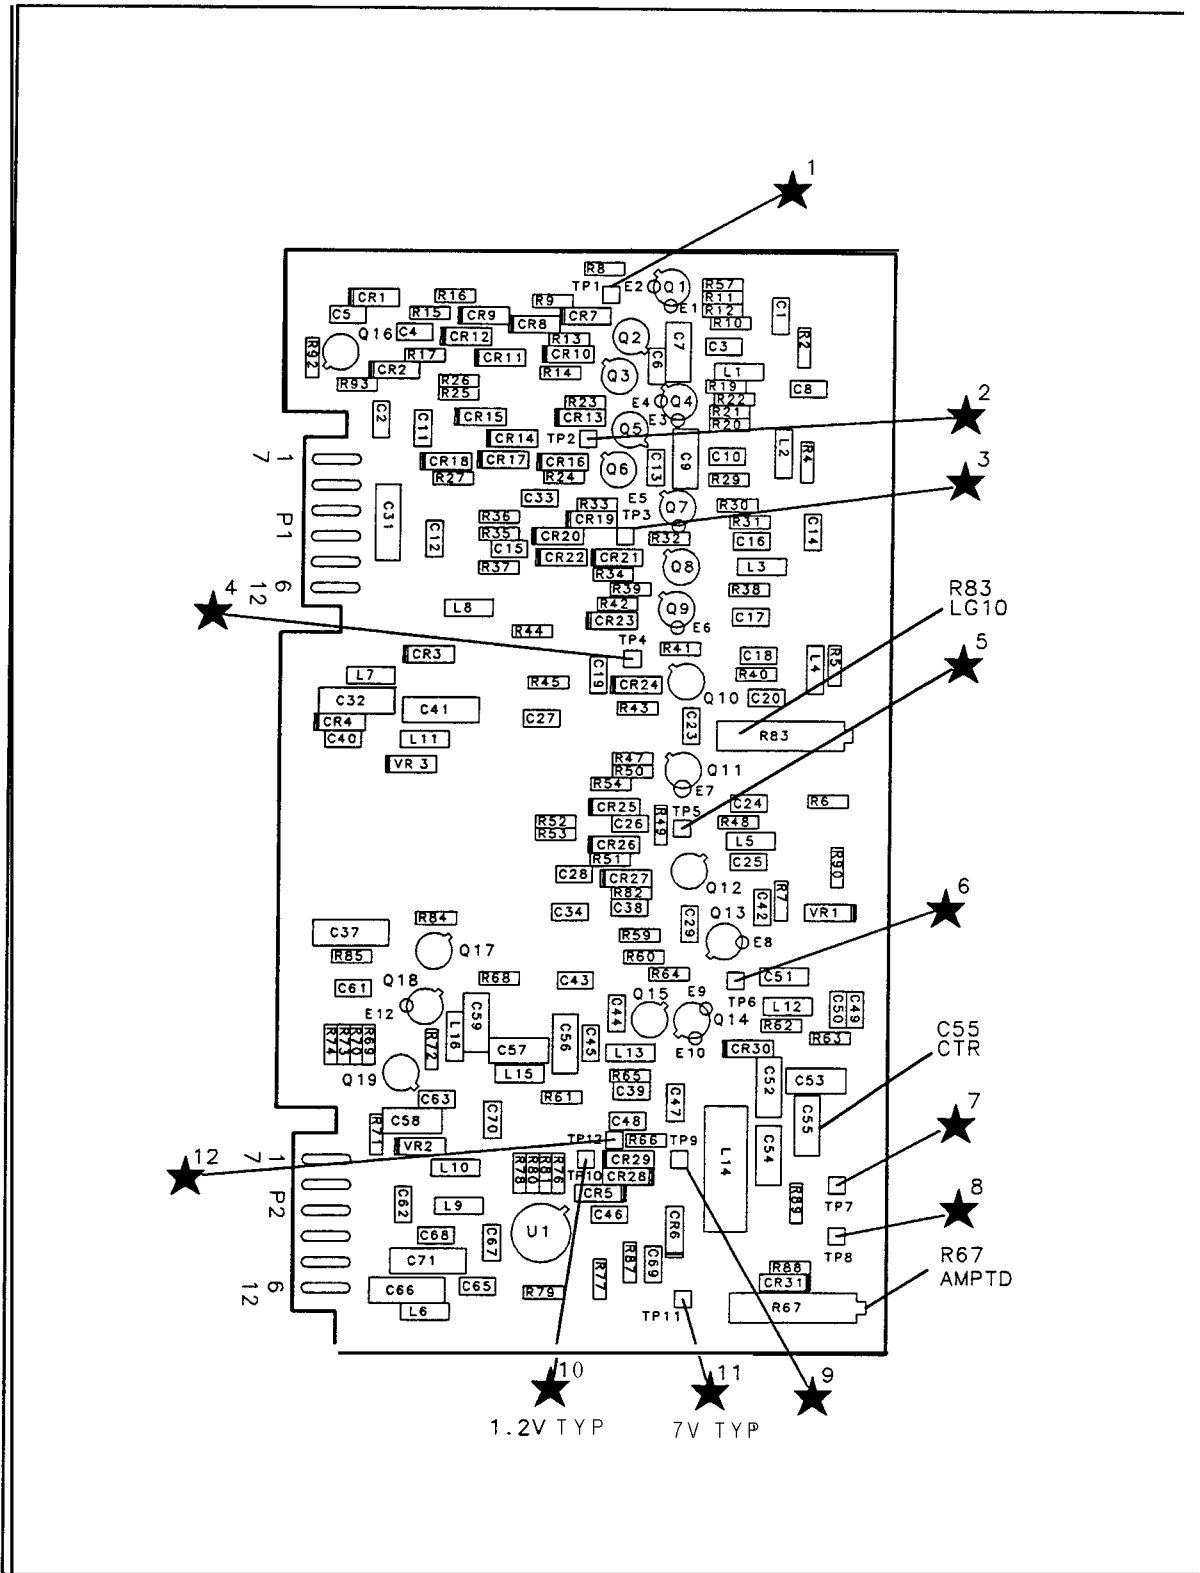 1
R8
TP1
E2
Q1
R57
R11
R12
R10
E1
C1
R2
CR1
R16
R9
C5
R15
CR9
CR8
CR7
Q16
C4
CR12
R13
Q2
C7
C3
R92
R17
CR11
CR10
C6
L1
CR2
R14
Q3
R93
R26
R25
R19
R22
C8
R23
E4
Q4
R21
R20
C2
C11
CR15
CR13
E3
2
CR14
TP2
Q5
C9
L2
R4
1
7
CR18
CR17
CR16
Q6
C13
C10
R27
R24
R29
3
C31
C33
R33
E5
Q7
R30
R36
CR19
TP3
R31
C14
P1
C12
R35
CR20
R32
C16
C15
CR22
CR21
Q8
L3
R37
R34
6
12
R39
R38
4
L8
R42
Q9
C17
R83
LG10
CR23
E6
R44
TP4
R41
5
CR3
C19
C18
L4
R5
L7
R45
CR24
R40
Q10
C20
C32
C41
R43
CR4
C27
C23
R83
C40
L11
VR 3
R47
R50
Q11
R54
E7
CR25
TP5
C24
R6
R52
R53
C26
R49
R48
CR26
L5
R51
C25
R90
C28
CR27
Q12
R82
R7
6
C34
C38
C29
Q13
C42
VR1
R84
C37
R59
E8
R85
Q17
R60
Q18
R68
C43
R64
C51
C61
Q15
E9
TP6
E12
C59
C44
Q14
L12
C50
C49
R74
R73
R70
R69
R72
L16
C56
C45
R62
C55
CTR
E10
R63
C57
L13
CR30
Q19
L15
R65
C52
C53
C39
C63
R61
C47
C55
7
R71
C58
C70
C48
TP12
R66
TP9
L14
C54
VR2
12
1
7
L10
R78
R80
R81
R76
TP10
CR29
CR28
CR5
R89
TP7
8
P2
C62
L9
C46
C68
C67
U1
CR6
TP8
R67
AMPTD
C71
R87
C69
R88
6
12
C66
C65
R79
R77
CR31
L6
TP11
R67
10
11
9
1.2V TYP
7V TYP